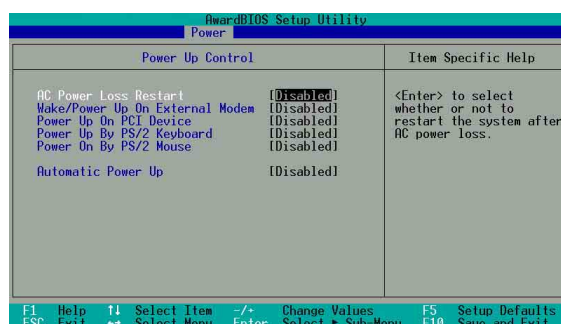 AwardBIOS Setup Utility
Power
Power Up Control
Item Specific Help
AC Power Loss Restart [Disabled]
Wake/Power Up On External Modem [Disabled]
Power Up On PCI Device [Disabled]
Power Up By PS/2 Keyboard [Disabled]
Power On By PS/2 Mouse [Disabled]
Automatic Power Up [Disabled]
<Enter> to select
whether or not to
restart the system after
AC power loss.
F1 Help ↑↓ Select Item -/+ Change Values F5 Setup Defaults
ESC Exit ↔ Select Menu Enter Select ► Sub-Menu F10 Save and Exit